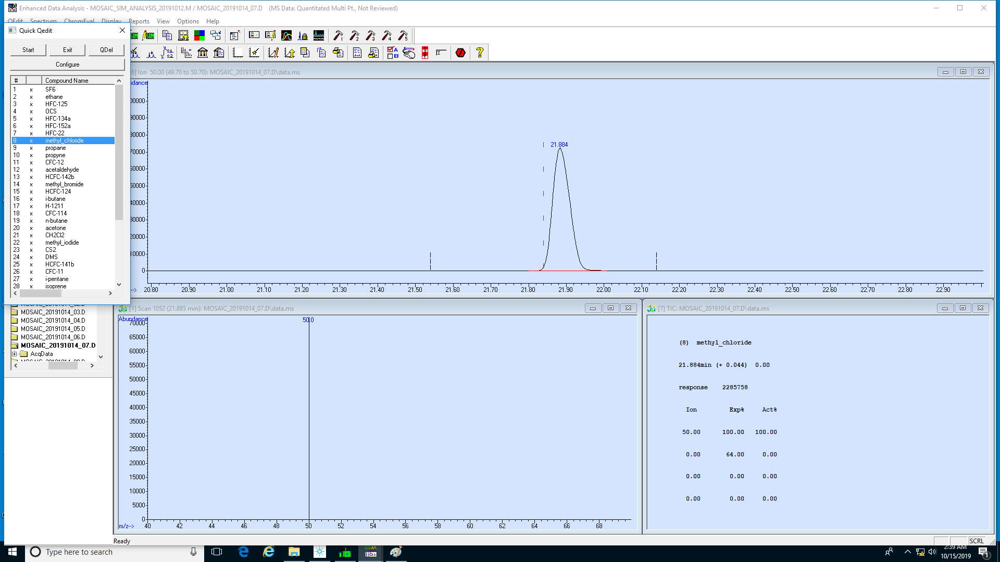 Enhanced Data Analysis - MOSAIC_SIM_ANALYSIS_20191012.M / MOSAIC_20191014_07.D (MS Data: Quantitated Multi Pt., Not Reviewed)
QEdit Spectrum ChromEval Display Reports View Options Help
Quick Qedit
Start Exit QDel
Configure
# Compound Name
1 x SF6
2 x ethane
3 x HFC-125
4 x OCS
5 x HFC-134a
6 x HFC-152a
7 x HFC-22
8 x methyl_chloride
9 x propane
10 x propyne
11 x CFC-12
12 x acetaldehyde
13 x HCFC-142b
14 x methyl_bromide
15 x HCFC-124
16 x i-butane
17 x H-1211
18 x CFC-114
19 x n-butane
20 x acetone
21 x CH2Cl2
22 x methyl_iodide
23 x CS2
24 x DMS
25 x HCFC-141b
26 x CFC-11
27 x i-pentane
28 x isoprene
MOSAIC_20191014_03.D
MOSAIC_20191014_04.D
MOSAIC_20191014_05.D
MOSAIC_20191014_06.D
MOSAIC_20191014_07.D
AcqData
6] Ion 50.00 (49.70 to 50.70): MOSAIC_20191014_07.D\data.ms
ndance
00000
90000
80000
70000
60000
50000
40000
30000
20000
10000
0
21.884
--> 20.80 20.90 21.00 21.10 21.20 21.30 21.40 21.50 21.60 21.70 21.80 21.90 22.00 22.10 22.20 22.30 22.40 22.50 22.60 22.70 22.80 22.90
[1] Scan 1052 (21.885 min): MOSAIC_20191014_07.D\data.ms
Abundance
50.0
70000
65000
60000
55000
50000
45000
40000
35000
30000
25000
20000
15000
10000
5000
0
m/z--> 40 42 44 46 48 50 52 54 56 58 60 62 64 66 68
[7] TIC: MOSAIC_20191014_07.D\data.ms
(8) methyl_chloride
21.884min (+ 0.044) 0.00
response 2285758
Ion Exp% Act%
50.00 100.00 100.00
0.00 64.00 0.00
0.00 0.00 0.00
0.00 0.00 0.00
Ready
SCRL
Type here to search
2:39 AM
10/15/2019
1